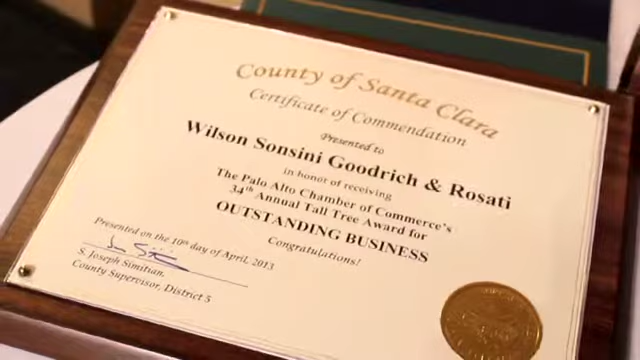 County of Santa Clara
Certificate of Commendation
Presented to
Wilson Sonsini Goodrich & Rosati
in honor of receiving
The Palo Alto Chamber of Commerce's
34th Annual Tall Tree Award for
OUTSTANDING BUSINESS
Congratulations!
Presented on the 10th day of April, 2013
S. Joseph Simitian
County Supervisor, District 5